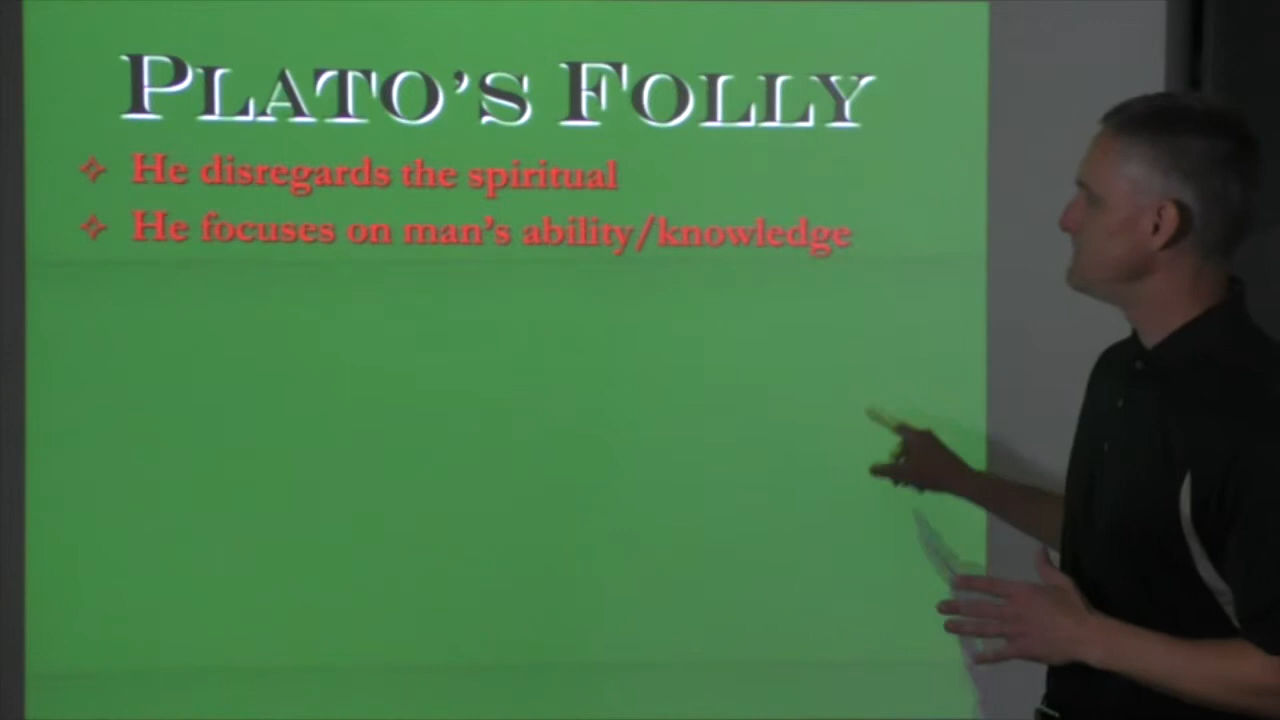 PLATO'S FOLLY
He disregards the spiritual
He focuses on man's ability/knowledge